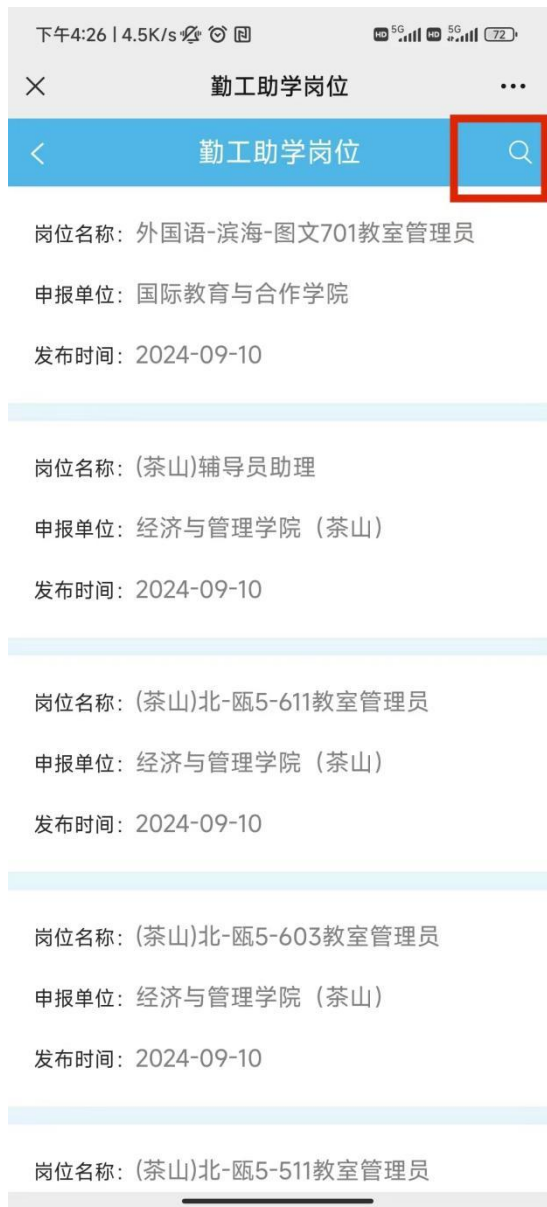 下午4:26 | 4.5K/s
HD 5G HD 5G 72
勤工助学岗位
勤工助学岗位
岗位名称：外国语-滨海-图文701教室管理员
申报单位：国际教育与合作学院
发布时间：2024-09-10
岗位名称：(茶山)辅导员助理
申报单位：经济与管理学院（茶山）
发布时间：2024-09-10
岗位名称：(茶山)北-瓯5-611教室管理员
申报单位：经济与管理学院（茶山）
发布时间：2024-09-10
岗位名称：(茶山)北-瓯5-603教室管理员
申报单位：经济与管理学院（茶山）
发布时间：2024-09-10
岗位名称：(茶山)北-瓯5-511教室管理员